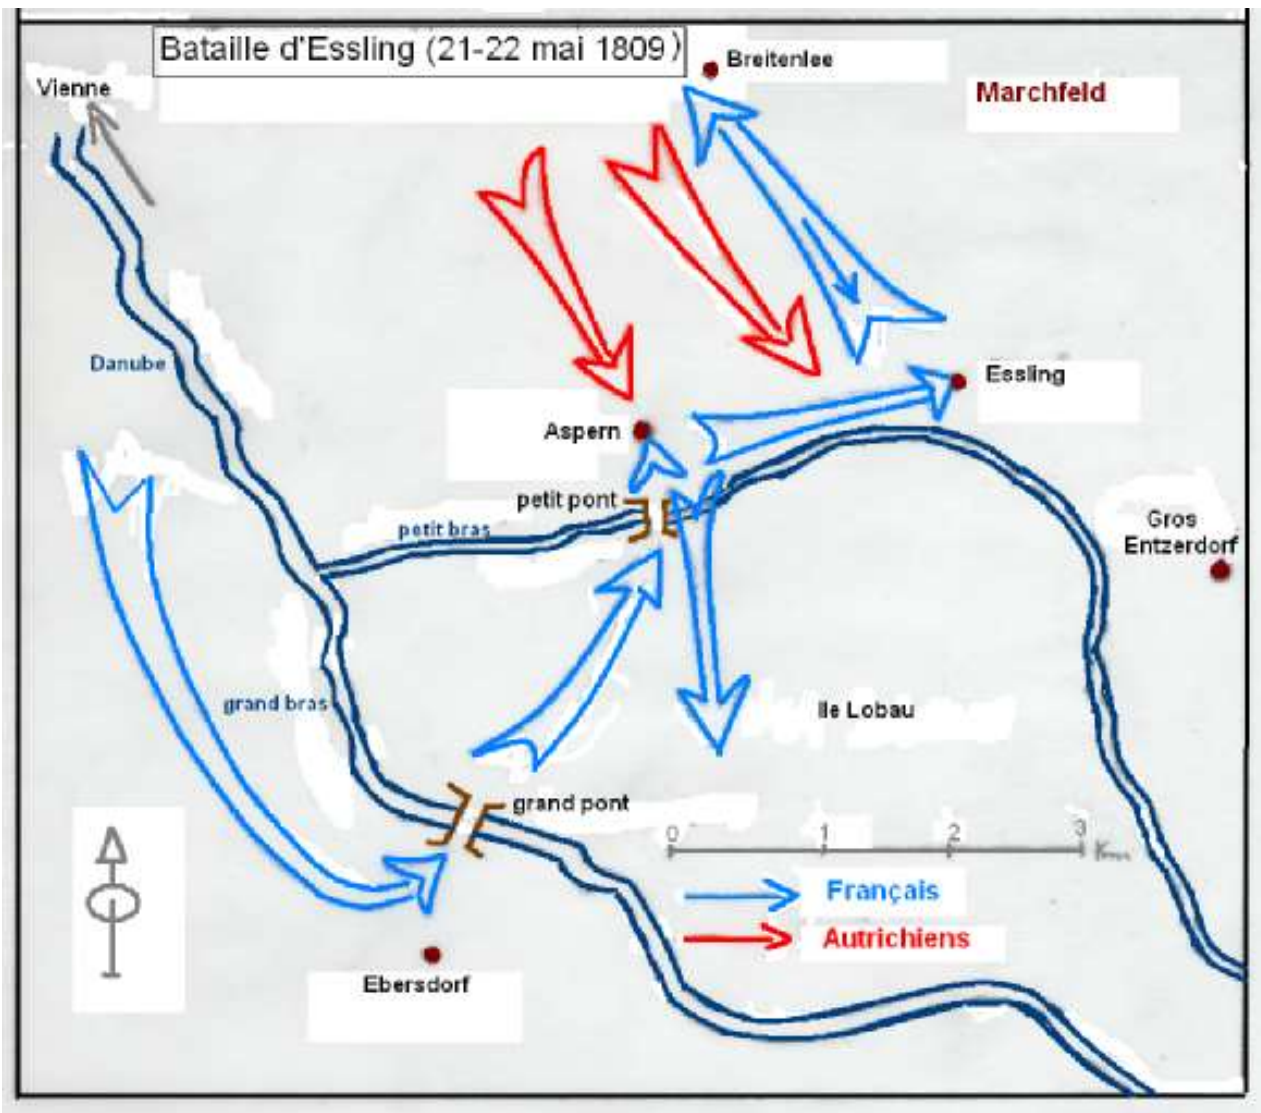 Bataille d'Essling (21-22 mai 1809)
Breitenlee
Vienne
Marchfeld
Danube
Essling
Aspern
petit pont
petit bras
Gros
Entzerdorf
grand bras
Ile Lobau
grand pont
0 1 2 3 Km
Français
Autrichiens
Ebersdorf